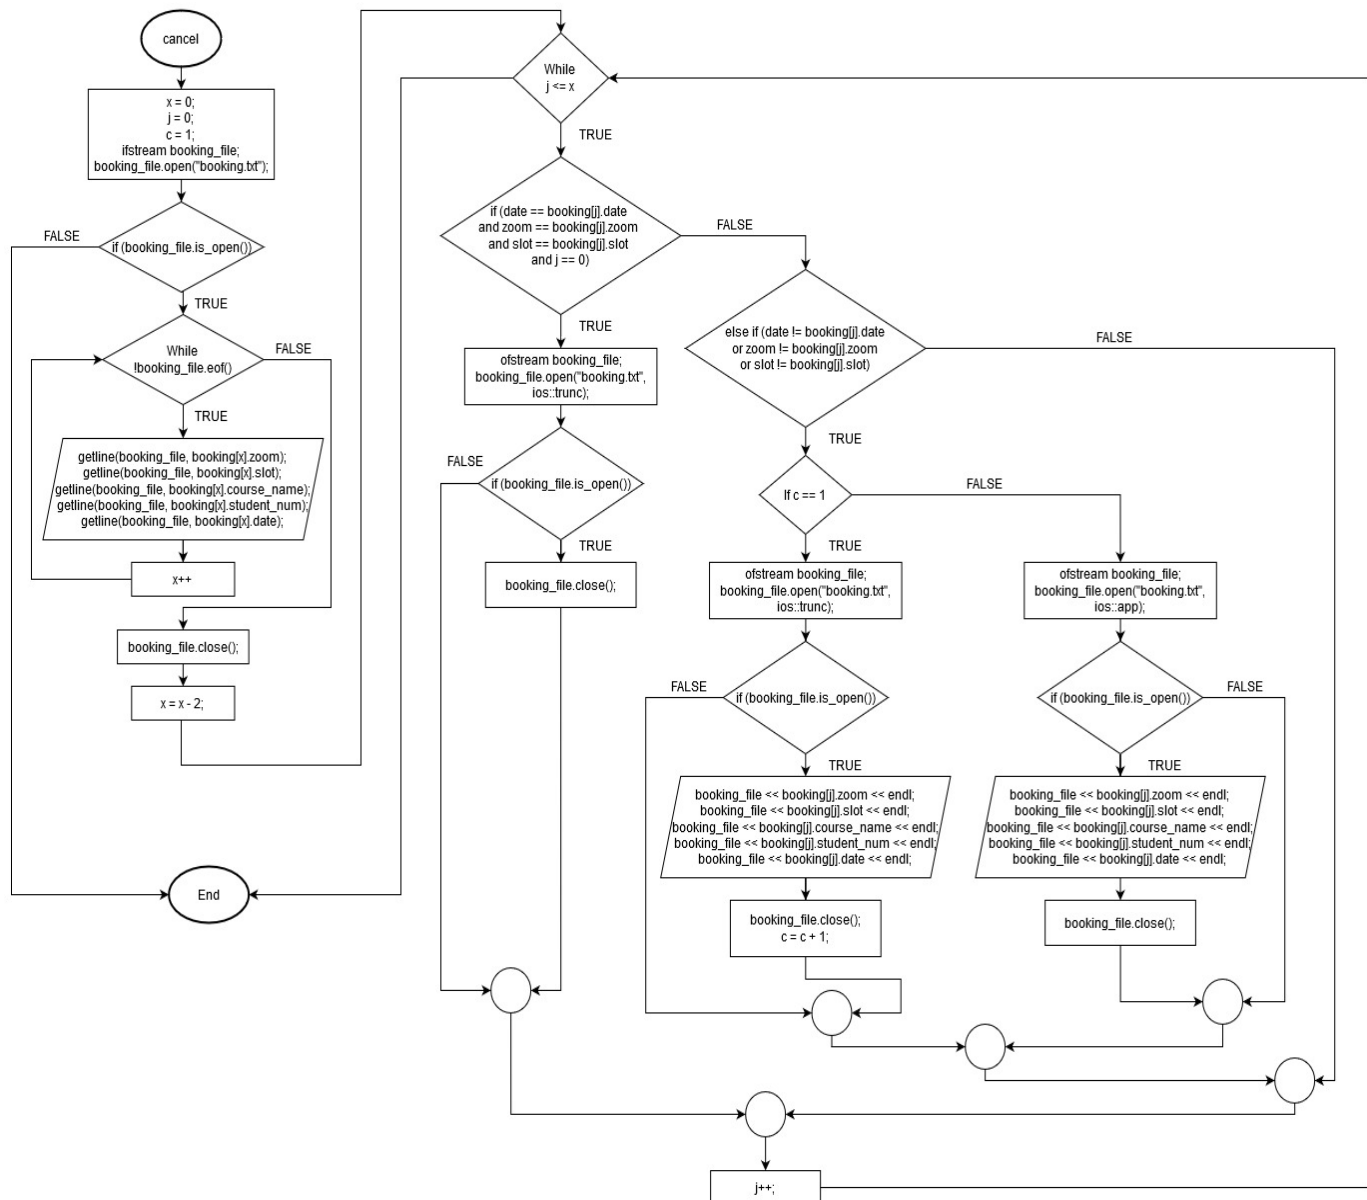 cancel
x = 0;
j = 0;
c = 1;
ifstream booking_file;
booking_file.open("booking.txt");
FALSE
if (booking_file.is_open())
TRUE
While
!booking_file.eof()
FALSE
TRUE
getline(booking_file, booking[x].zoom);
getline(booking_file, booking[x].slot);
getline(booking_file, booking[x].course_name);
getline(booking_file, booking[x].student_num);
getline(booking_file, booking[x].date);
x++
booking_file.close();
x = x - 2;
End
While
j <= x
TRUE
if (date == booking[j].date
and zoom == booking[j].zoom
and slot == booking[j].slot
and j == 0)
FALSE
TRUE
ofstream booking_file;
booking_file.open("booking.txt",
ios::trunc);
FALSE
if (booking_file.is_open())
TRUE
booking_file.close();
else if (date != booking[j].date
or zoom != booking[j].zoom
or slot != booking[j].slot)
FALSE
TRUE
If c == 1
FALSE
TRUE
ofstream booking_file;
booking_file.open("booking.txt",
ios::trunc);
FALSE
if (booking_file.is_open())
TRUE
booking_file << booking[j].zoom << endl;
booking_file << booking[j].slot << endl;
booking_file << booking[j].course_name << endl;
booking_file << booking[j].student_num << endl;
booking_file << booking[j].date << endl;
booking_file.close();
c = c + 1;
ofstream booking_file;
booking_file.open("booking.txt",
ios::app);
if (booking_file.is_open())
FALSE
TRUE
booking_file << booking[j].zoom << endl;
booking_file << booking[j].slot << endl;
booking_file << booking[j].course_name << endl;
booking_file << booking[j].student_num << endl;
booking_file << booking[j].date << endl;
booking_file.close();
j++;